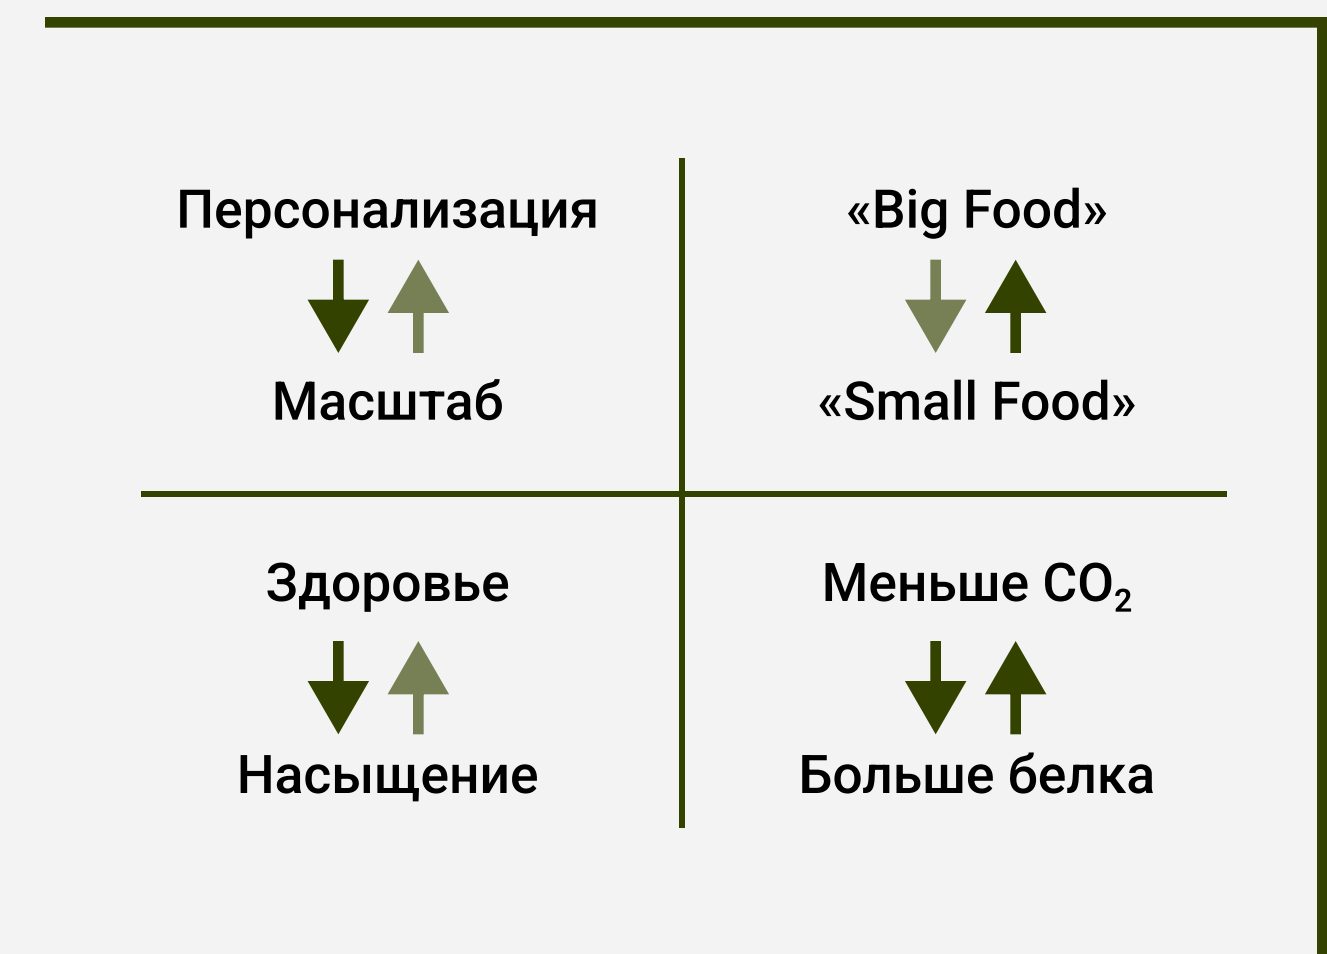 Персонализация
Масштаб
«Big Food»
«Small Food»
Здоровье
Насыщение
Меньше CO₂
Больше белка